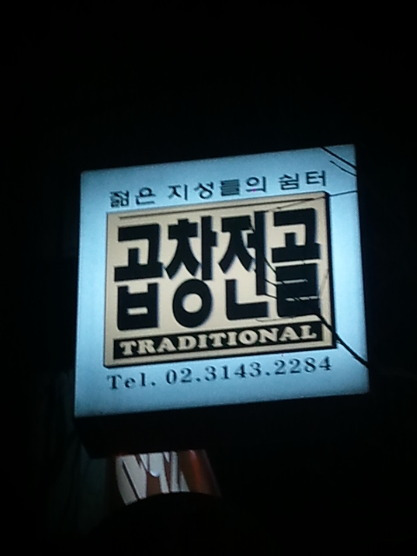 젊은 지성들의 쉼터
곱창전골
TRADITIONAL
Tel. 02.3143.2284